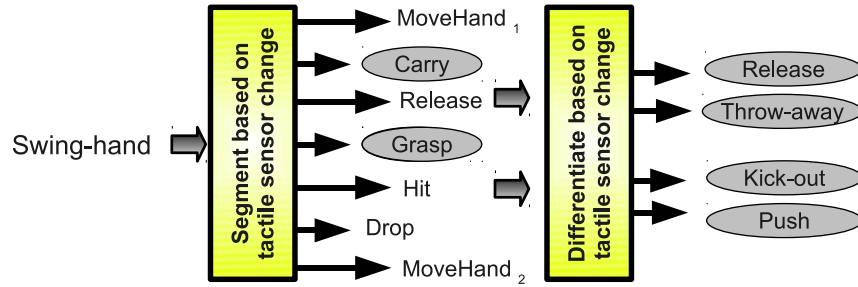 Swing-hand
Segment based on
tactile sensor change
MoveHand 1
Carry
Release
Grasp
Hit
Drop
MoveHand 2
Differentiate based on
tactile sensor change
Release
Throw-away
Kick-out
Push